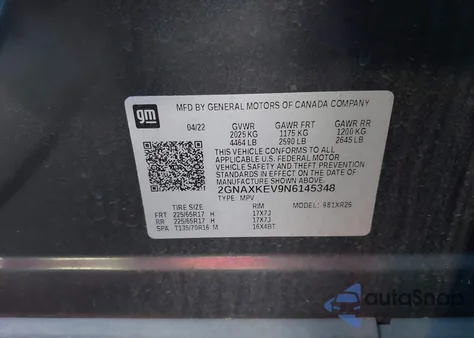 gm
MFD BY GENERAL MOTORS OF CANADA COMPANY
04/22 GVWR GAWR FRT GAWR RR
2025 KG 1175 KG 1200 KG
4464 LB 2590 LB 2645 LB
THIS VEHICLE CONFORMS TO ALL
APPLICABLE U.S. FEDERAL MOTOR
VEHICLE SAFETY AND THEFT
PREVENTION STANDARDS IN EFFECT
ON THE DATE OF MANUFACTURE
SHOWN ABOVE.
2GNAXKEV9N6145348
TYPE: MPV MODEL: 981XR26
TIRE SIZE RIM
FRT 225/65R17 H 17X7J
RR 225/65R17 H 17X7J
SPA T135/70R16 M 16X4BT
autoSnap